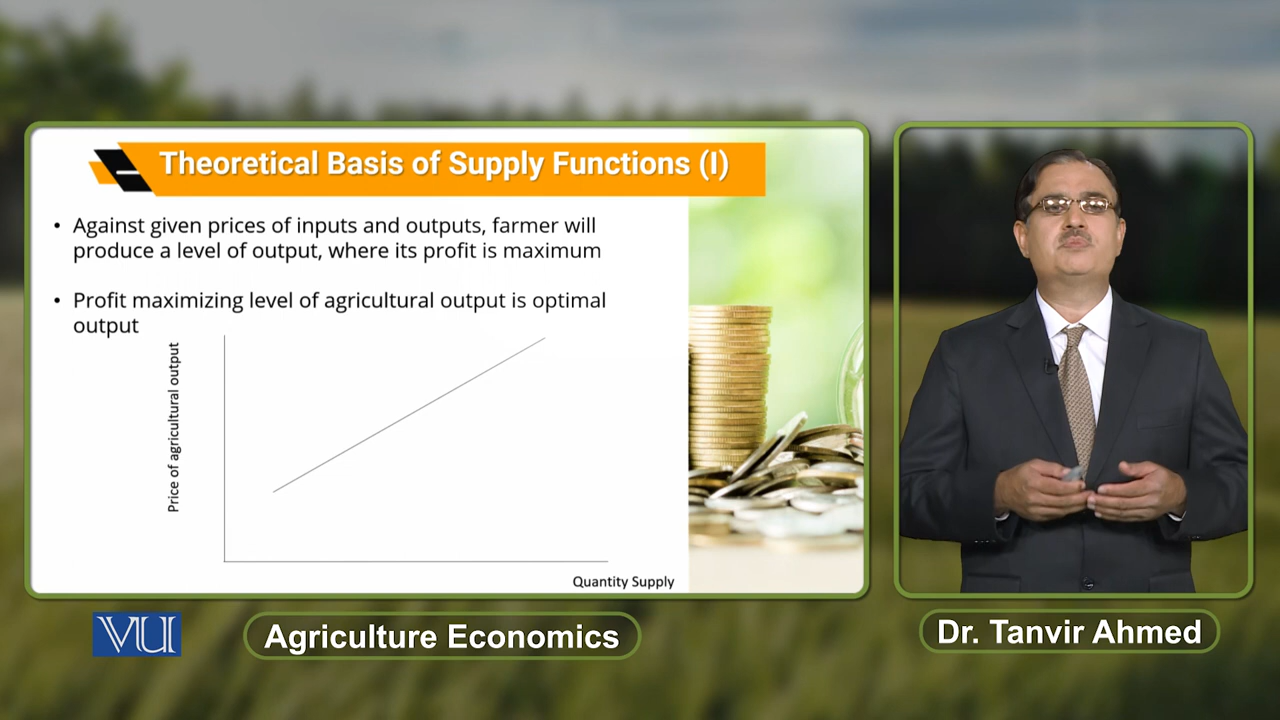 Theoretical Basis of Supply Functions (I)
• Against given prices of inputs and outputs, farmer will
produce a level of output, where its profit is maximum
• Profit maximizing level of agricultural output is optimal
output
Price of agricultural output
Quantity Supply
VU
Agriculture Economics
Dr. Tanvir Ahmed